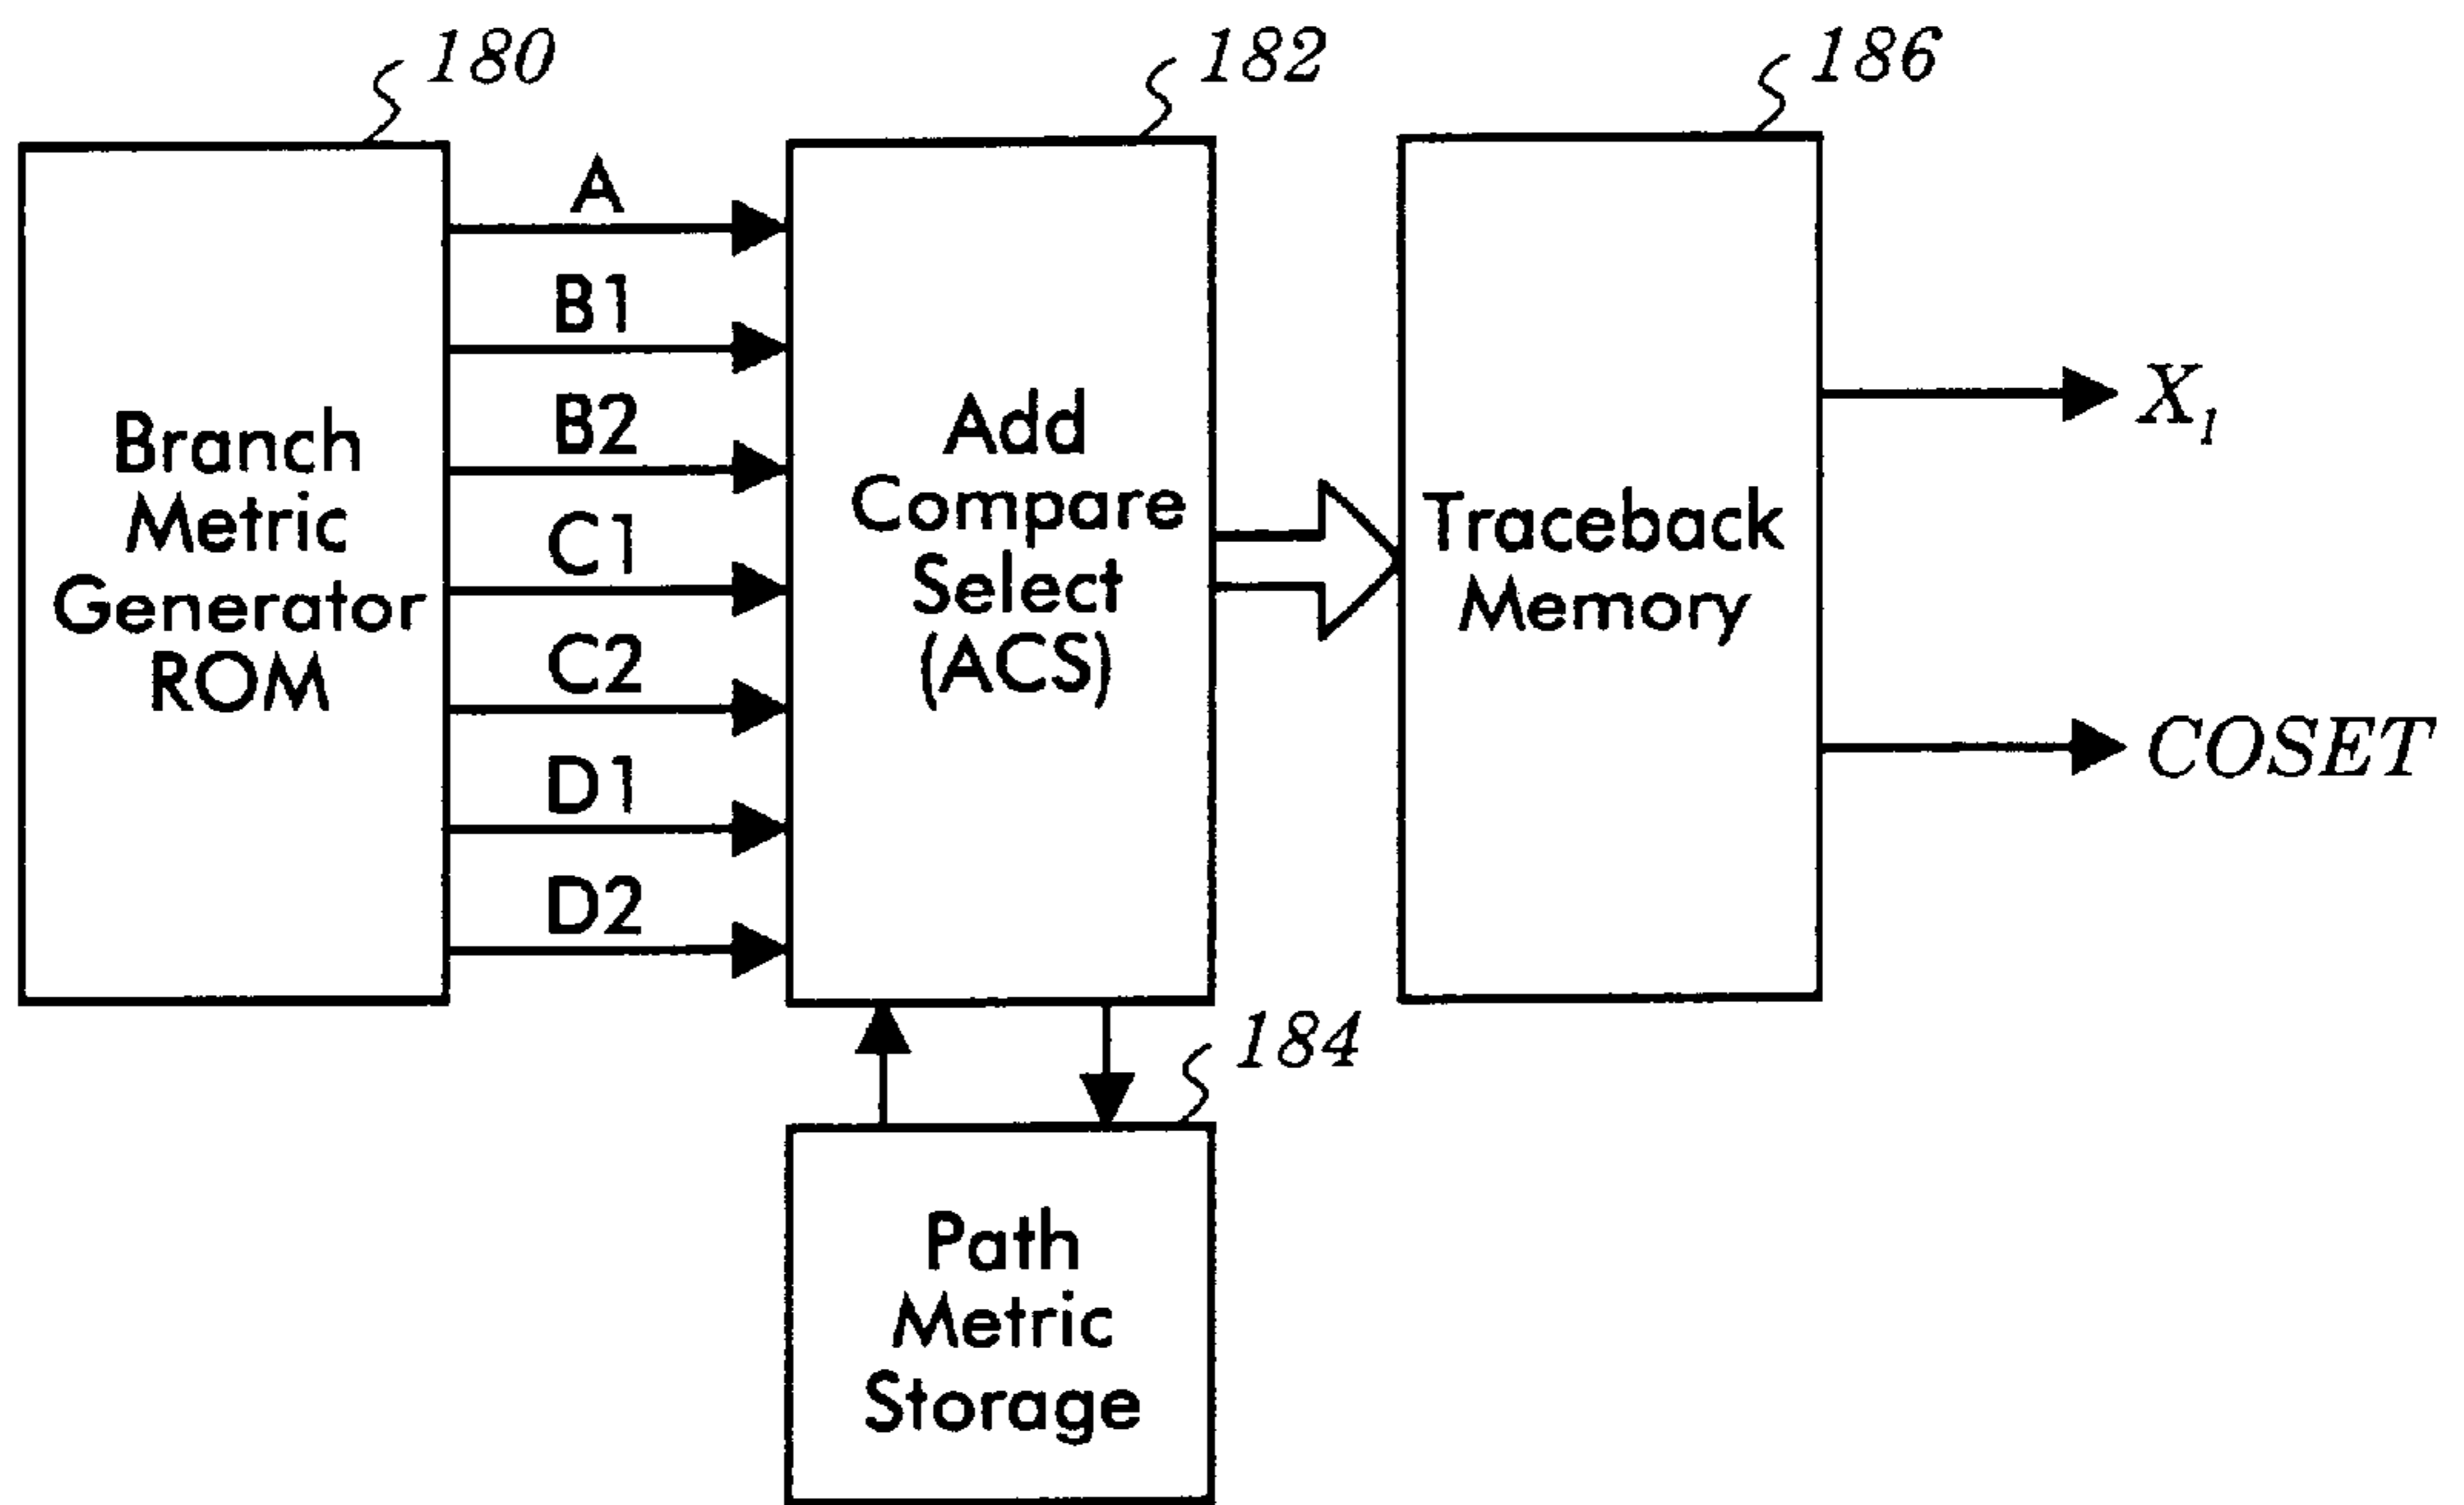 180
182
186
A
B1
B2
C1
C2
D1
D2
Branch
Metric
Generator
ROM
Add
Compare
Select
(ACS)
Traceback
Memory
X₁
COSET
184
Path
Metric
Storage